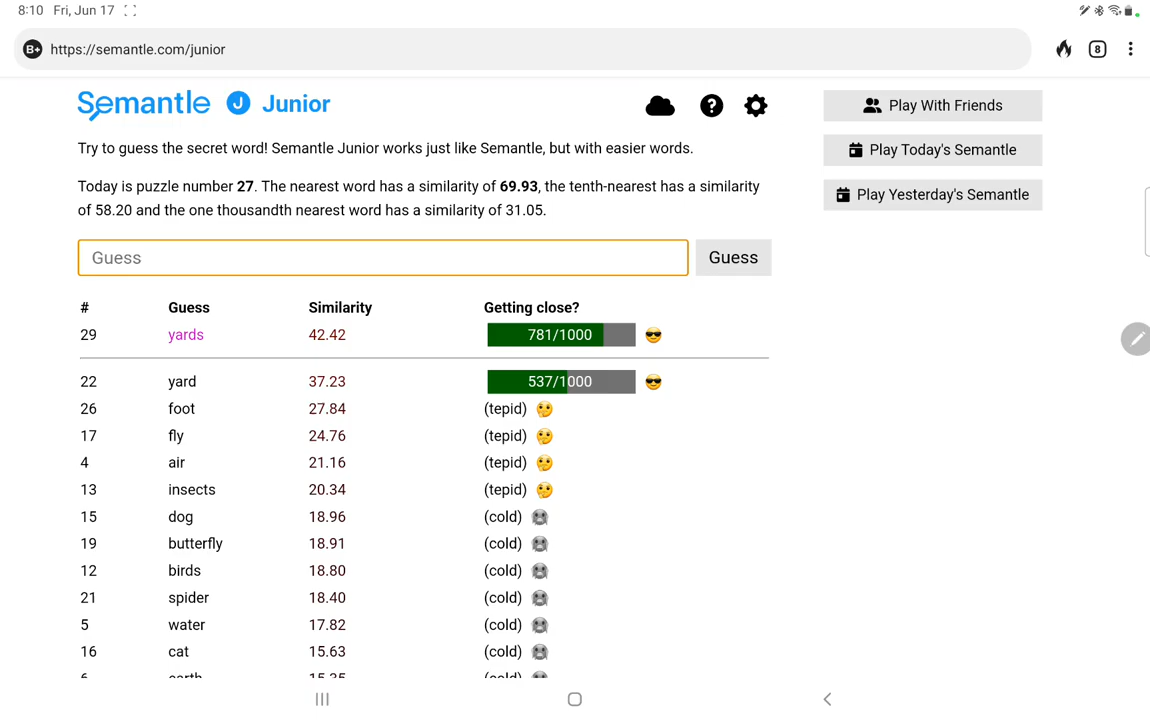 8:10 Fri, Jun 17
B+ https://semantle.com/junior
8
Semantle J Junior
?
Play With Friends
Try to guess the secret word! Semantle Junior works just like Semantle, but with easier words.
Play Today's Semantle
Today is puzzle number 27. The nearest word has a similarity of 69.93, the tenth-nearest has a similarity
of 58.20 and the one thousandth nearest word has a similarity of 31.05.
Play Yesterday's Semantle
Guess Guess
# Guess Similarity Getting close?
29 yards 42.42 781/1000 😎
22 yard 37.23 537/1000 😎
26 foot 27.84 (tepid) 🤔
17 fly 24.76 (tepid) 🤔
4 air 21.16 (tepid) 🤔
13 insects 20.34 (tepid) 🤔
15 dog 18.96 (cold) 🥶
19 butterfly 18.91 (cold) 🥶
12 birds 18.80 (cold) 🥶
21 spider 18.40 (cold) 🥶
5 water 17.82 (cold) 🥶
16 cat 15.63 (cold) 🥶